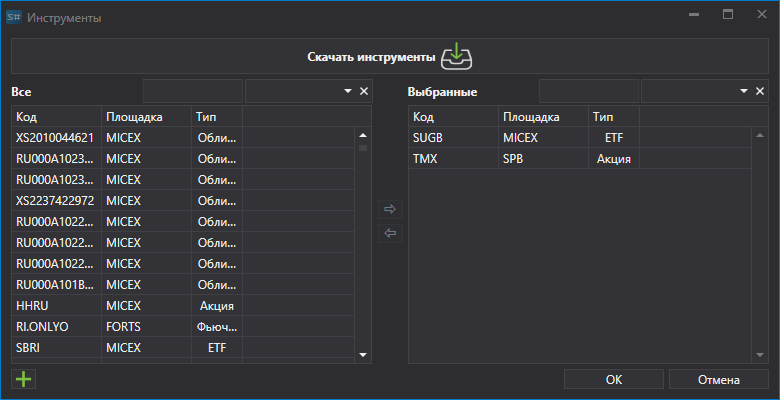 S# Инструменты
Скачать инструменты
Все
Выбранные
Код Площадка Тип
XS2010044621 MICEX Обли...
RU000A1023... MICEX Обли...
RU000A1023... MICEX Обли...
XS2237422972 MICEX Обли...
RU000A1022... MICEX Обли...
RU000A1022... MICEX Обли...
RU000A1022... MICEX Обли...
RU000A101B... MICEX Обли...
HHRU MICEX Акция
RI.ONLYO FORTS Фьюч...
SBRI MICEX ETF
Код Площадка Тип
SUGB MICEX ETF
TMX SPB Акция
OK
Отмена